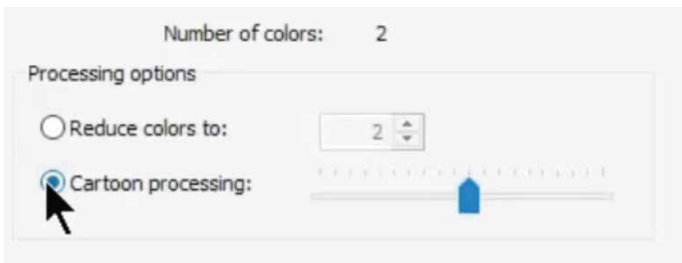 Number of colors: 2
Processing options
Reduce colors to: 2
Cartoon processing: